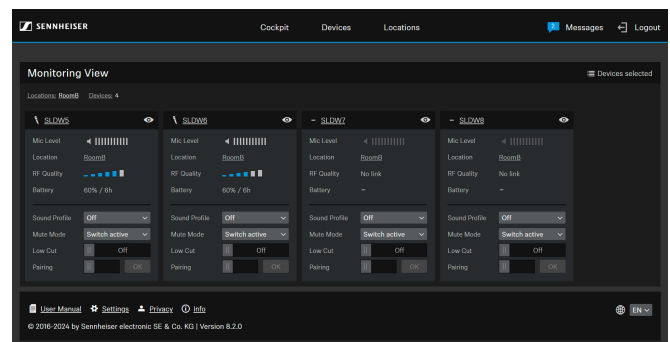 SENNHEISER Cockpit Devices Locations 2 Messages Logout
Monitoring View Devices selected
Locations: RoomB Devices: 4
SLDW5 SLDW6 SLDW7 SLDW8
Mic Level Mic Level Mic Level Mic Level
Location RoomB Location RoomB Location RoomB Location RoomB
RF Quality RF Quality RF Quality No link RF Quality No link
Battery 60% / 6h Battery 60% / 6h Battery – Battery –
Sound Profile Off Sound Profile Off Sound Profile Off Sound Profile Off
Mute Mode Switch active Mute Mode Switch active Mute Mode Switch active Mute Mode Switch active
Low Cut Off Low Cut Off Low Cut Off Low Cut Off
Pairing OK Pairing OK Pairing OK Pairing OK
User Manual Settings Privacy Info EN
© 2016-2024 by Sennheiser electronic SE & Co. KG | Version 8.2.0